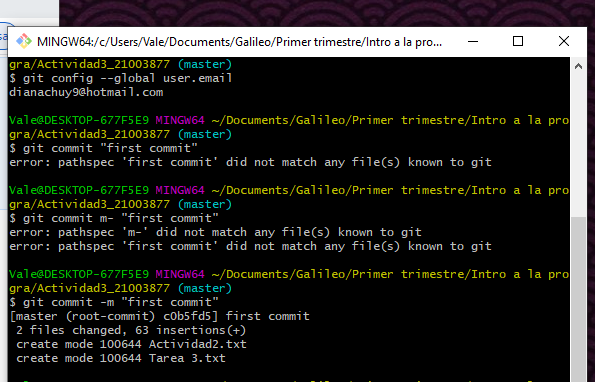 MINGW64:/c/Users/Vale/Documents/Galileo/Primer trimestre/Intro a la pro...
gra/Actividad3_21003877 (master)
$ git config --global user.email
dianachuy9@hotmail.com
Vale@DESKTOP-677F5E9 MINGW64 ~/Documents/Galileo/Primer trimestre/Intro a la pro
gra/Actividad3_21003877 (master)
$ git commit "first commit"
error: pathspec 'first commit' did not match any file(s) known to git
Vale@DESKTOP-677F5E9 MINGW64 ~/Documents/Galileo/Primer trimestre/Intro a la pro
gra/Actividad3_21003877 (master)
$ git commit m- "first commit"
error: pathspec 'm-' did not match any file(s) known to git
error: pathspec 'first commit' did not match any file(s) known to git
Vale@DESKTOP-677F5E9 MINGW64 ~/Documents/Galileo/Primer trimestre/Intro a la pro
gra/Actividad3_21003877 (master)
$ git commit -m "first commit"
[master (root-commit) c0b5fd5] first commit
 2 files changed, 63 insertions(+)
 create mode 100644 Actividad2.txt
 create mode 100644 Tarea 3.txt